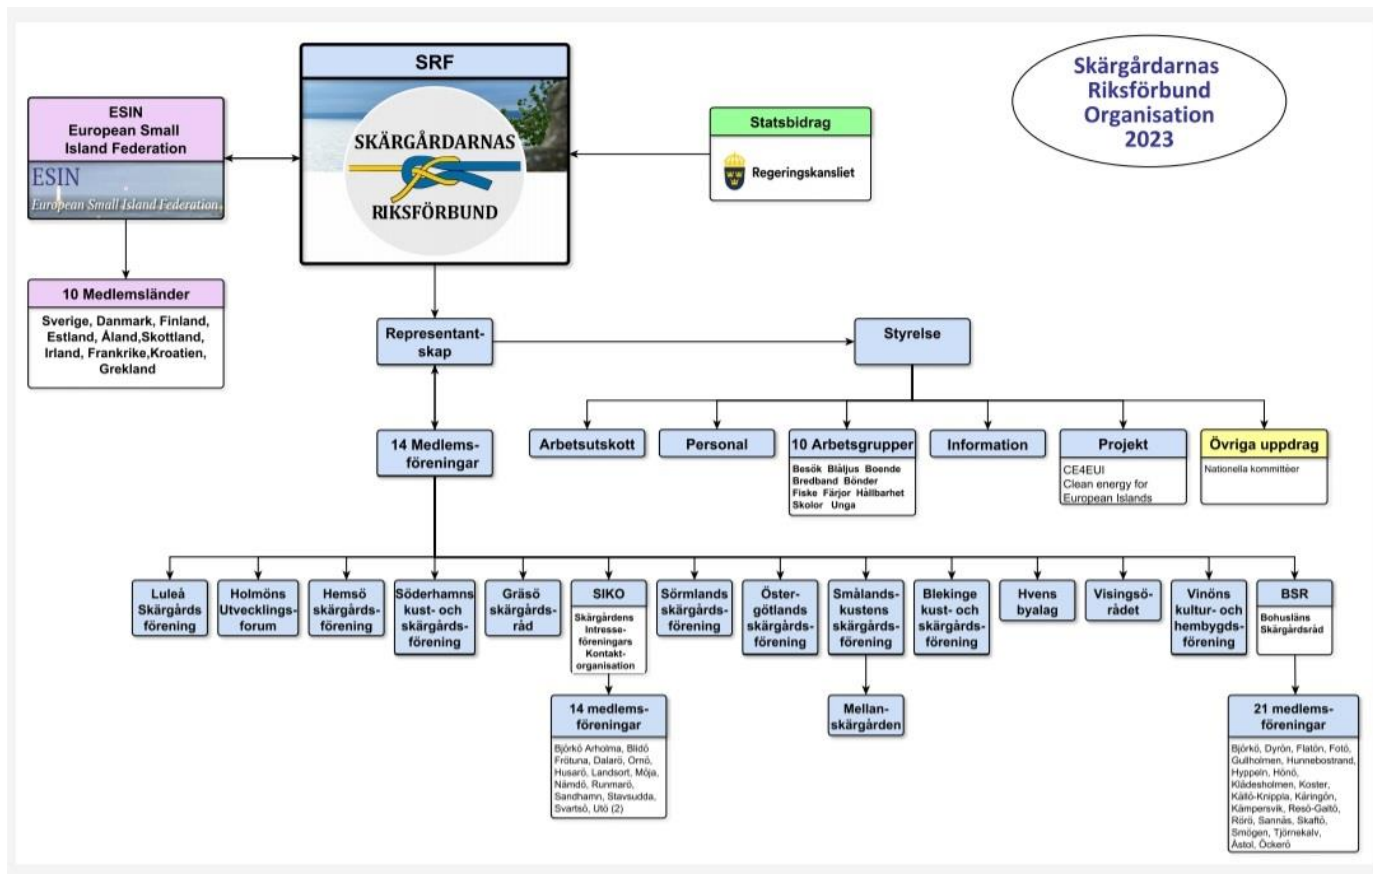 SRF
SKÄRGÅRDARNAS
RIKSFÖRBUND
Skärgårdarnas
Riksförbund
Organisation
2023
ESIN
European Small
Island Federation
ESIN
European Small Island Federation
Statsbidrag
Regeringskansliet
10 Medlemsländer
Sverige, Danmark, Finland,
Estland, Åland,Skottland,
Irland, Frankrike,Kroatien,
Grekland
Representant-
skap
Styrelse
14 Medlems-
föreningar
Arbetsutskott
Personal
10 Arbetsgrupper
Besök Blåljus Boende
Bredband Bönder
Fiske Färjor Hållbarhet
Skolor Unga
Information
Projekt
CE4EUI
Clean energy for
European Islands
Övriga uppdrag
Nationella kommittéer
Luleå
Skärgårds
förening
Holmöns
Utvecklings-
forum
Hemsö
skärgårds-
förening
Söderhamns
kust- och
skärgårds-
förening
Gräsö
skärgårds-
råd
SIKO
Skärgårdens
Intresse-
föreningars
Kontakt-
organisation
Sörmlands
skärgårds-
förening
Öster-
götlands
skärgårds-
förening
Smålands-
kustens
skärgårds-
förening
Blekinge
kust- och
skärgårds-
förening
Hvens
byalag
Visingsö-
rådet
Vinöns
kultur- och
hembygds-
förening
BSR
Bohusläns
Skärgårdsråd
14 medlems-
föreningar
Björkö Arholma, Blidö
Frötuna, Dalarö, Ornö,
Husarö, Landsort, Möja,
Nämdö, Runmarö,
Sandhamn, Stavsudda,
Svartsö, Utö (2)
Mellan-
skärgården
21 medlems-
föreningar
Björkö, Dyrön, Flatön, Fotö,
Gullholmen, Hunnebostrand,
Hyppeln, Hönö,
Klädesholmen, Koster,
Källö-Knippla, Käringön,
Kämpersvik, Resö-Galtö,
Rörö, Sannäs, Skaftö,
Smögen, Tjörnekalv,
Åstol, Öckerö